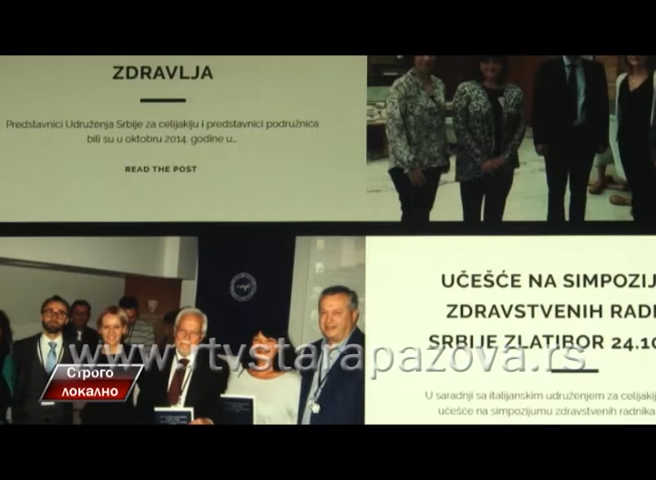 ZDRAVLJA
Predstavnici Udruženja Srbije za celijakiju i predstavnici podružnica
bili su u oktobru 2014. godine u...
READ THE POST
UČEŠĆE NA SIMPOZIJ
ZDRAVSTVENIH RADN
SRBIJE ZLATIBOR 24.10
U saradnji sa italijanskim udruženjem za celijakij
učešće na simpozijumu zdravstvenih radnika
www.rtvstarapazova.rs
Строго
локално